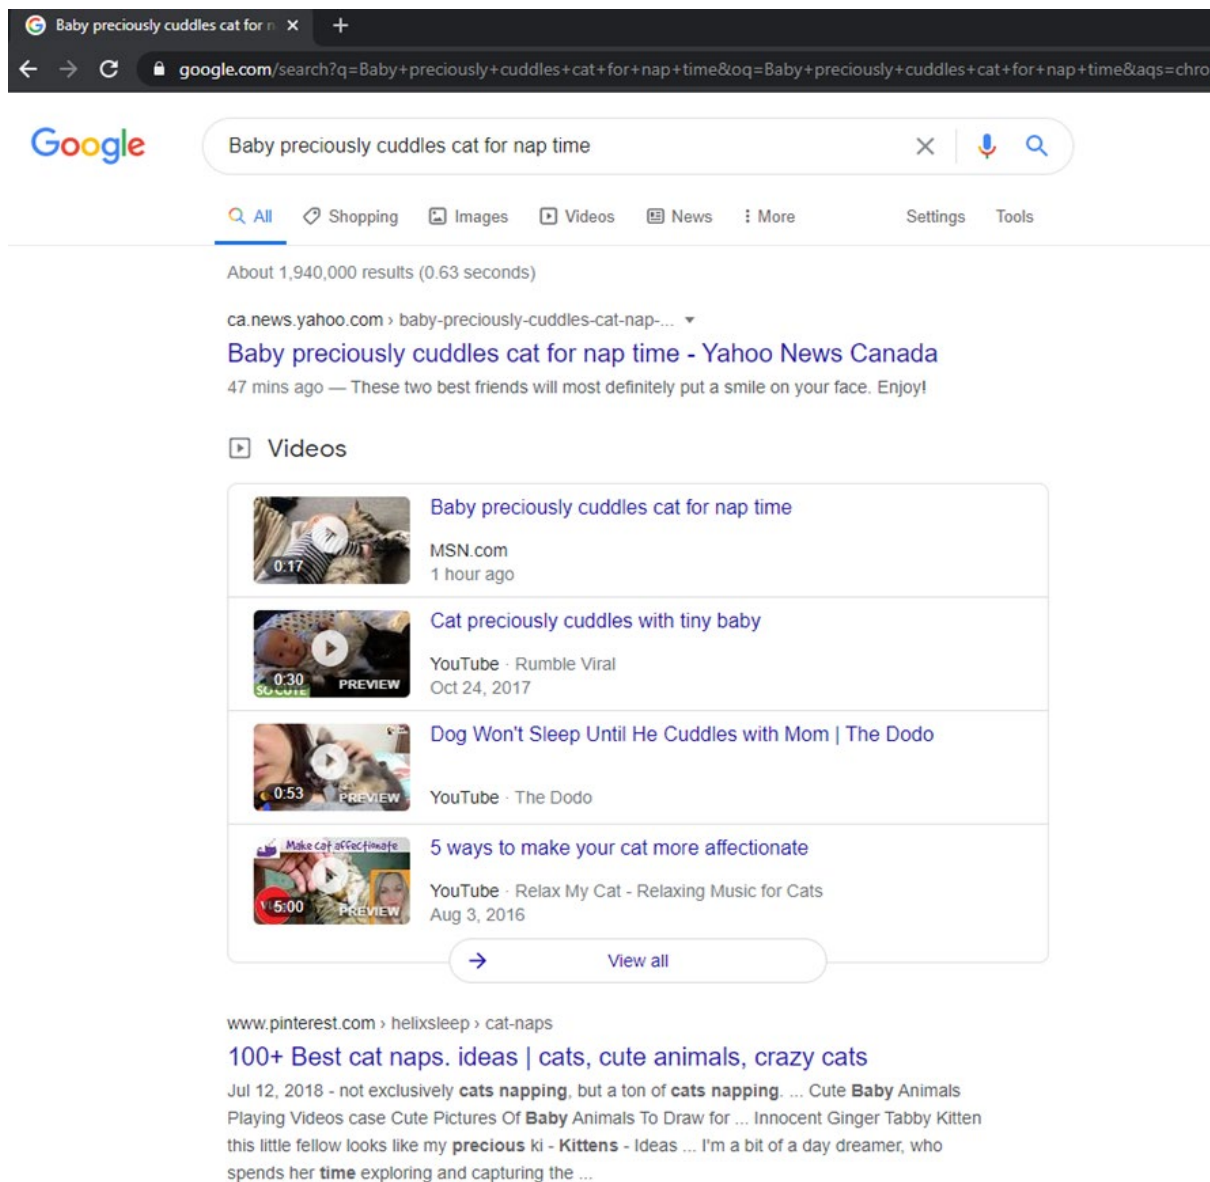 Baby preciously cuddles cat for n
google.com/search?q=Baby+preciously+cuddles+cat+for+nap+time&oq=Baby+preciously+cuddles+cat+for+nap+time&aqs=chro
Google
Baby preciously cuddles cat for nap time
All Shopping Images Videos News More Settings Tools
About 1,940,000 results (0.63 seconds)
ca.news.yahoo.com › baby-preciously-cuddles-cat-nap-...
Baby preciously cuddles cat for nap time - Yahoo News Canada
47 mins ago — These two best friends will most definitely put a smile on your face. Enjoy!
Videos
Baby preciously cuddles cat for nap time
MSN.com
0:17
1 hour ago
Cat preciously cuddles with tiny baby
YouTube · Rumble Viral
0:30 PREVIEW
SO CUTE
Oct 24, 2017
Dog Won't Sleep Until He Cuddles with Mom | The Dodo
0:53 PREVIEW
YouTube · The Dodo
Make cat affectionate
5 ways to make your cat more affectionate
YouTube · Relax My Cat - Relaxing Music for Cats
5:00 PREVIEW
Aug 3, 2016
View all
www.pinterest.com › helixsleep › cat-naps
100+ Best cat naps. ideas | cats, cute animals, crazy cats
Jul 12, 2018 - not exclusively cats napping, but a ton of cats napping. ... Cute Baby Animals
Playing Videos case Cute Pictures Of Baby Animals To Draw for ... Innocent Ginger Tabby Kitten
this little fellow looks like my precious ki - Kittens - Ideas ... I'm a bit of a day dreamer, who
spends her time exploring and capturing the ...